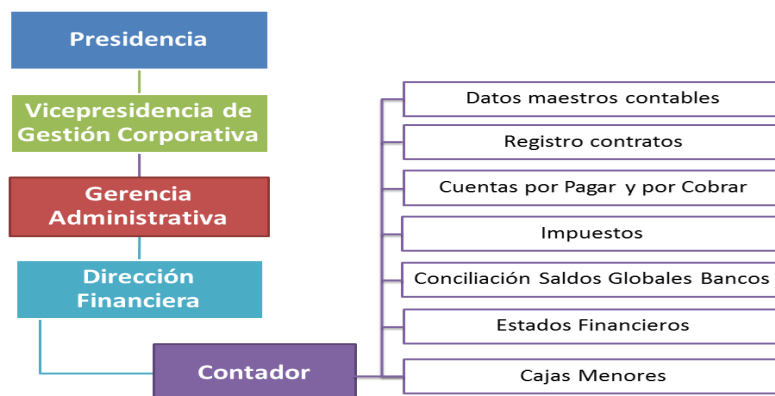 Presidencia
Vicepresidencia de
Gestión Corporativa
Gerencia
Administrativa
Dirección
Financiera
Contador
Datos maestros contables
Registro contratos
Cuentas por Pagar y por Cobrar
Impuestos
Conciliación Saldos Globales Bancos
Estados Financieros
Cajas Menores